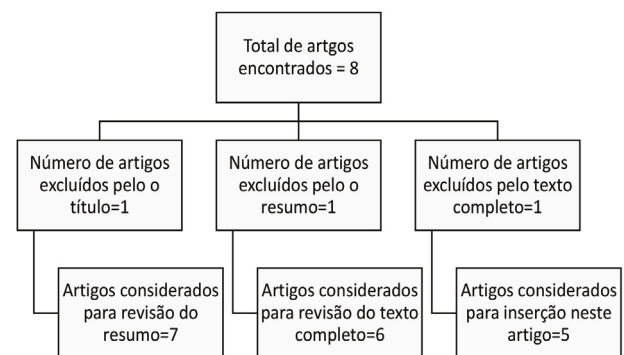 Total de artgos
encontrados = 8
Número de artigos
excluídos pelo o
título=1
Número de artigos
excluídos pelo o
resumo=1
Número de artigos
excluídos pelo texto
completo=1
Artigos considerados
para revisão do
resumo=7
Artigos considerados
para revisão do texto
completo=6
Artigos considerados
para inserção neste
artigo=5